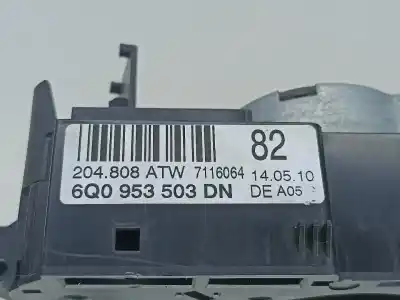 82
204.808 ATW 7116064 14.05.10
6Q0 953 503 DN DE A05